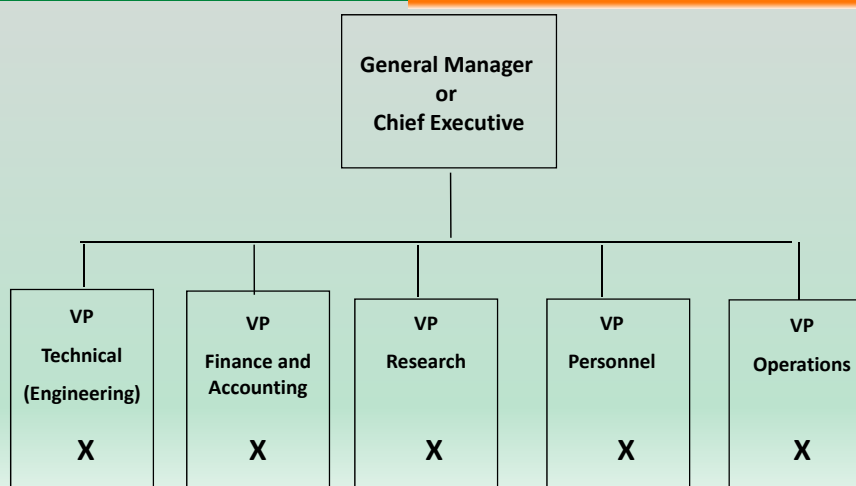 General Manager
or
Chief Executive
VP
Technical
(Engineering)
X
VP
Finance and
Accounting
X
VP
Research
X
VP
Personnel
X
VP
Operations
X